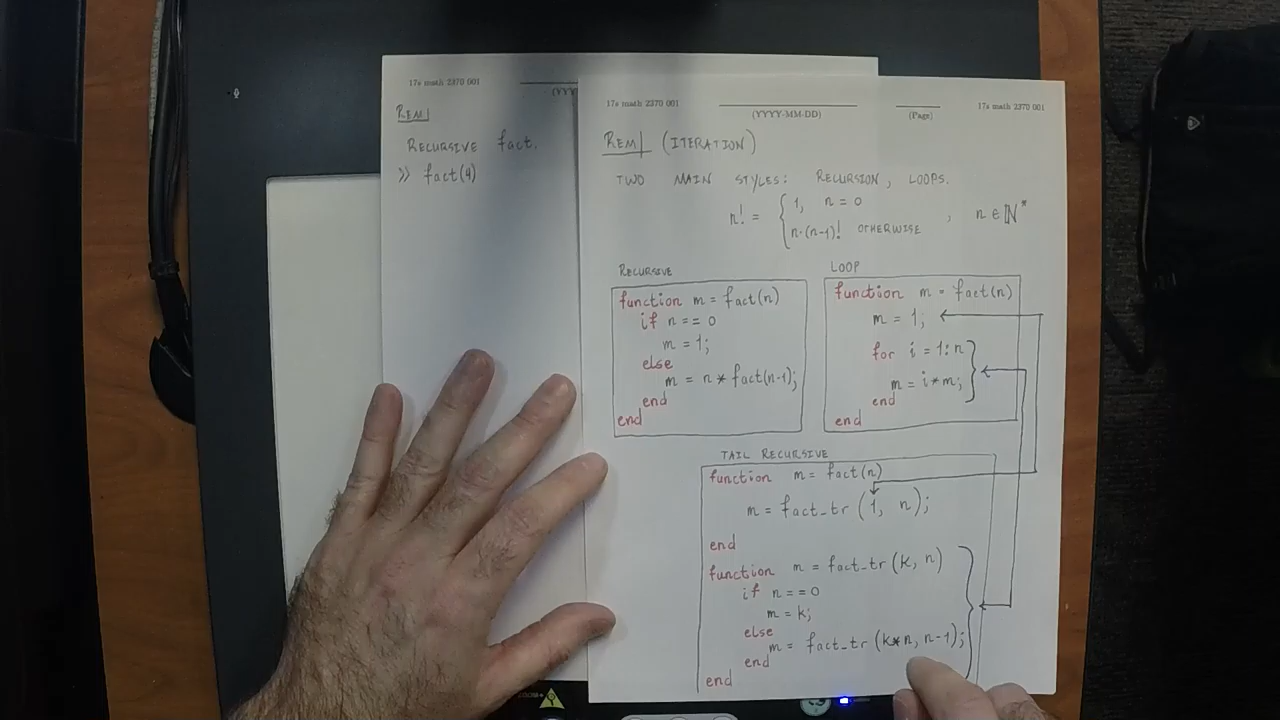 17s math 2370 001
REM
RECURSIVE fact.
>> fact(4)
17s math 2370 001
(YYYY-MM-DD)
(Page)
17s math 2370 001
REM (ITERATION)
TWO MAIN STYLES: RECURSION, LOOPS.
n! = { 1, n = 0
n·(n-1)! OTHERWISE , n ∈ ℕ*
RECURSIVE
function m = fact(n)
if n == 0
m = 1;
else
m = n * fact(n-1);
end
end
LOOP
function m = fact(n)
m = 1;
for i = 1:n
m = i * m;
end
end
TAIL RECURSIVE
function m = fact(n)
m = fact_tr(1, n);
end
function m = fact_tr(k, n)
if n == 0
m = k;
else
m = fact_tr(k*n, n-1);
end
end